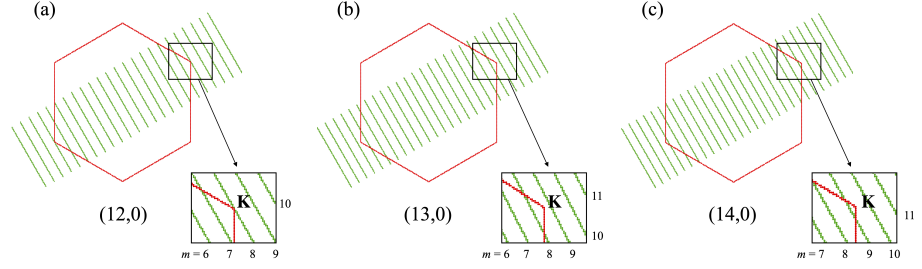 (a)
K
10
(12,0)
m = 6 7 8 9
(b)
K
11
10
(13,0)
m = 6 7 8 9
(c)
K
11
(14,0)
m = 7 8 9 10